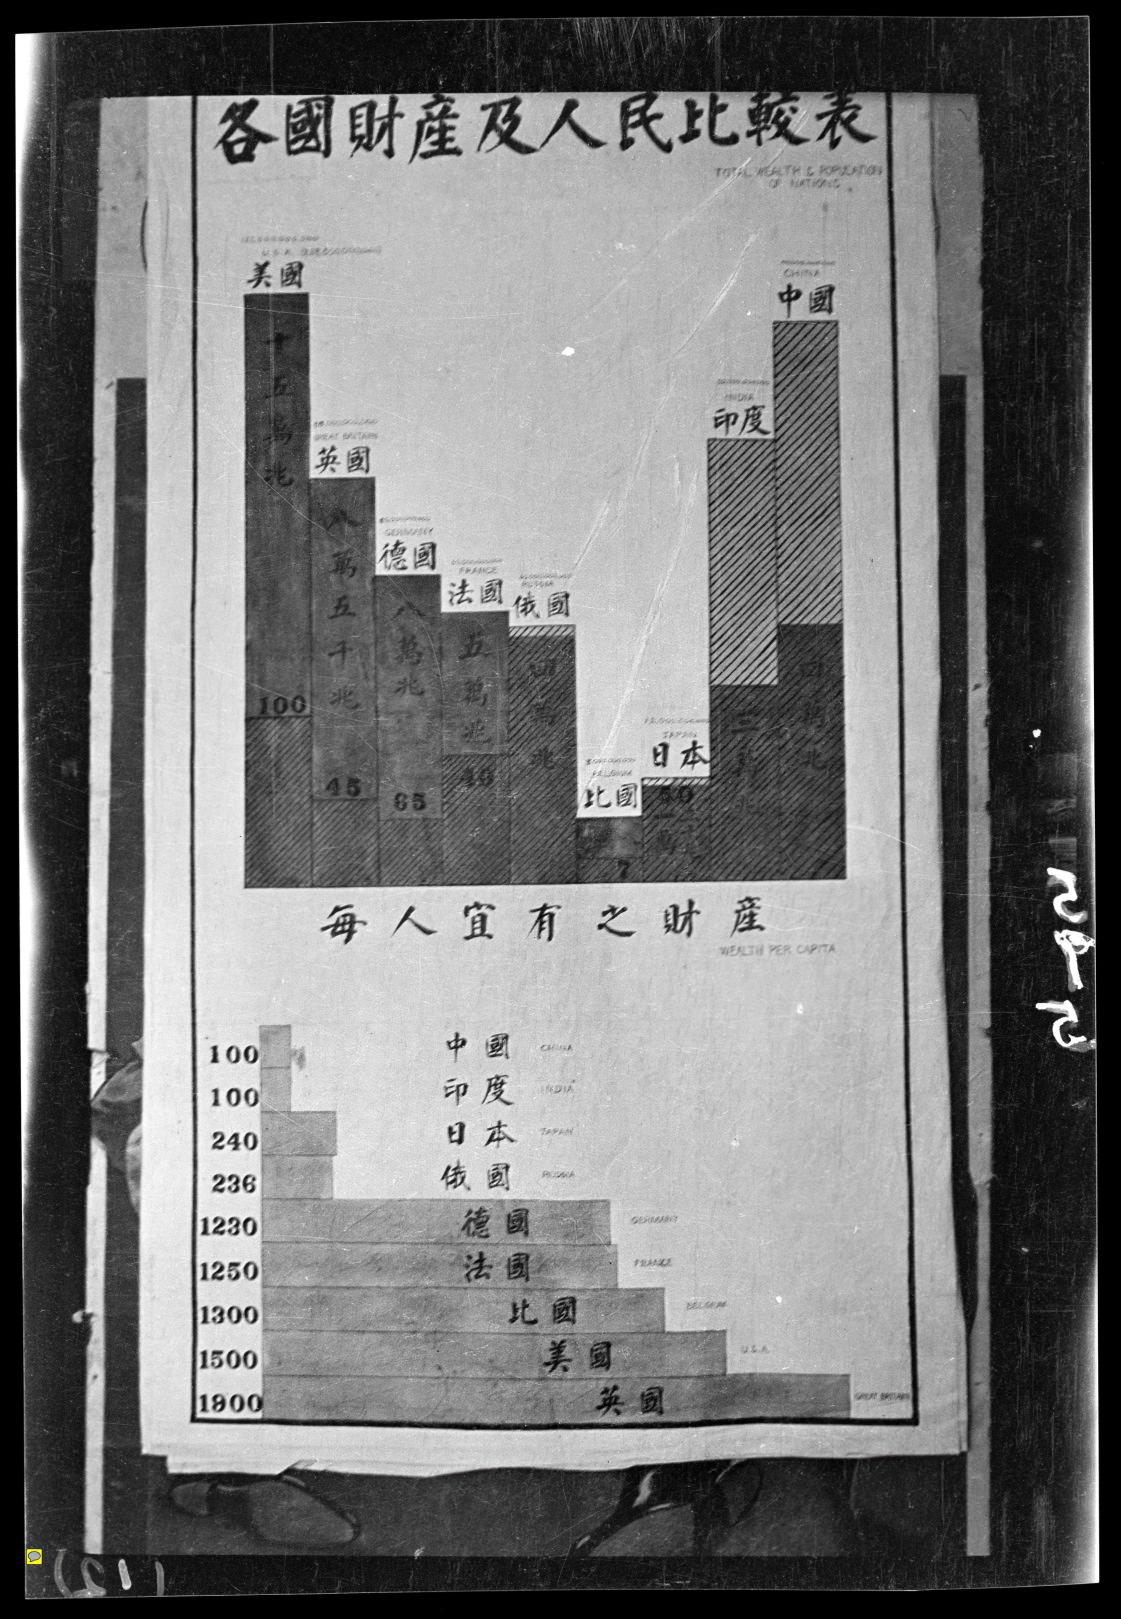 各國財產及人民比較表
TOTAL WEALTH & POPULATION
OF NATIONS
U.S.A.
美國
十五萬兆
100
GREAT BRITAIN
英國
八萬五千兆
45
GERMANY
德國
八萬兆
65
FRANCE
法國
五萬兆
40
RUSSIA
俄國
四萬兆
BELGIUM
比國
7
JAPAN
日本
50
INDIA
印度
三萬
CHINA
中國
四萬兆
每人宜有之財產
WEALTH PER CAPITA
100 中國 CHINA
100 印度 INDIA
240 日本 JAPAN
236 俄國 RUSSIA
1230 德國 GERMANY
1250 法國 FRANCE
1300 比國 BELGIUM
1500 美國 U.S.A.
1900 英國 GREAT BRITAIN